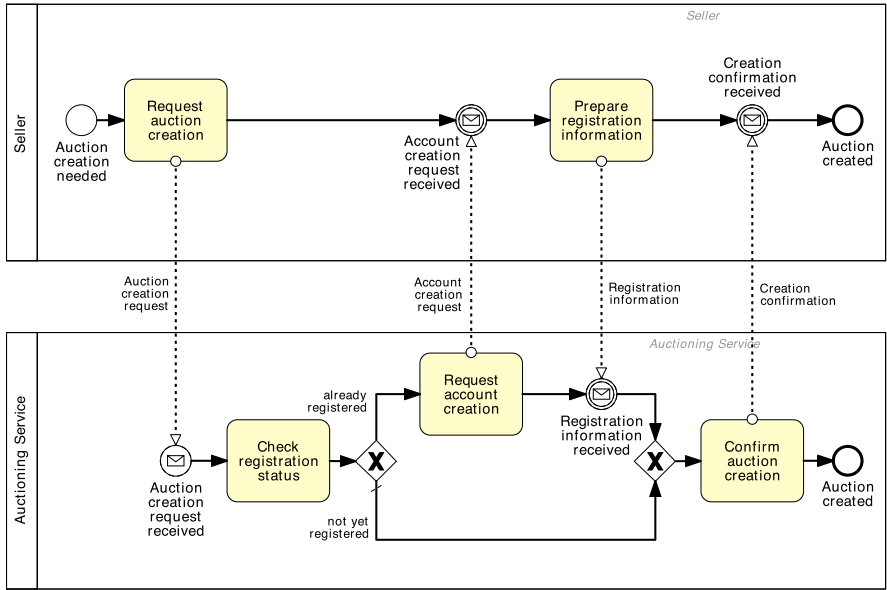 Seller
Seller
Creation
confirmation
received
Request
auction
creation
Prepare
registration
information
Auction
creation
needed
Account
creation
request
received
Auction
created
Auction
creation
request
Account
creation
request
Registration
information
Creation
confirmation
Auctioning Service
Auctioning Service
Request
account
creation
already
registered
Registration
information
received
Check
registration
status
Confirm
auction
creation
Auction
creation
request
received
not yet
registered
Auction
created